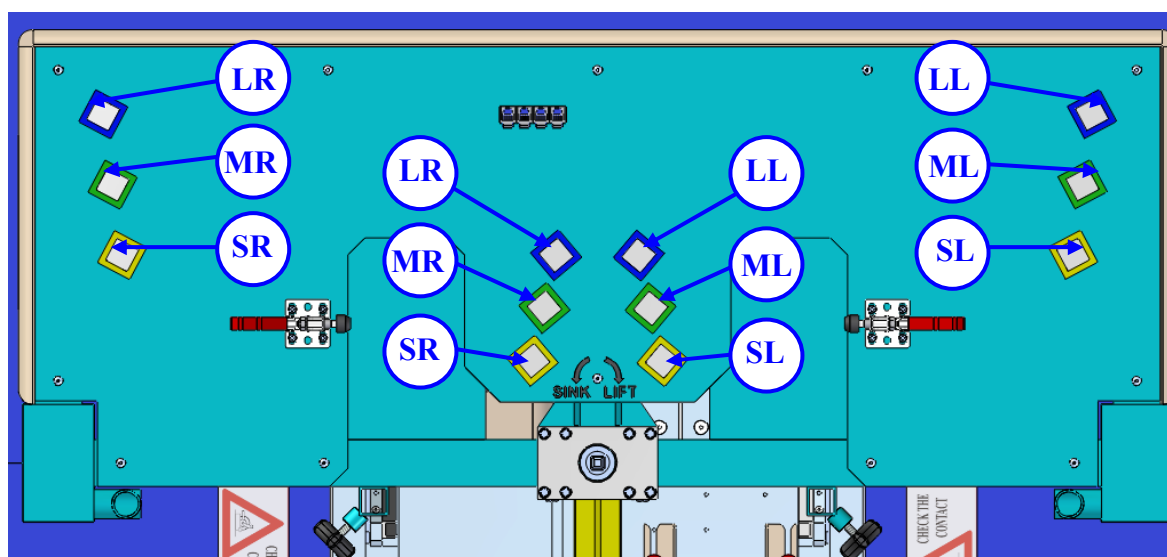 LR
LL
MR
LR
LL
ML
SR
MR
ML
SL
SR
SL
SINK LIFT
CHECK THE
CONTACT